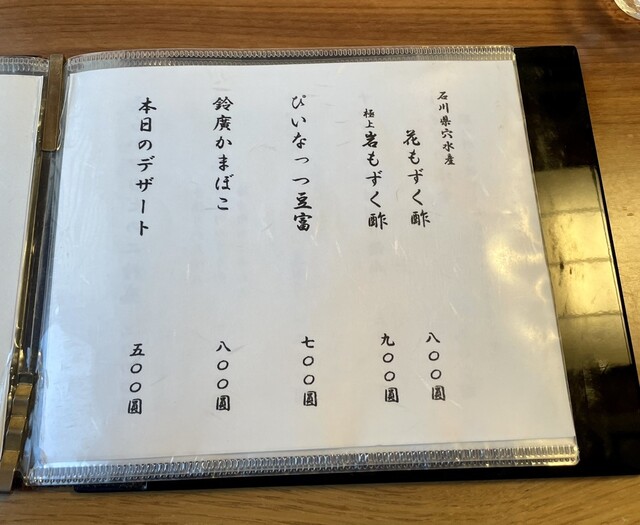 石川県穴水産
花もずく酢 八〇〇圓
極上岩もずく酢 九〇〇圓
ぴいなっつ豆富 七〇〇圓
鈴廣かまぼこ 八〇〇圓
本日のデザート 五〇〇圓